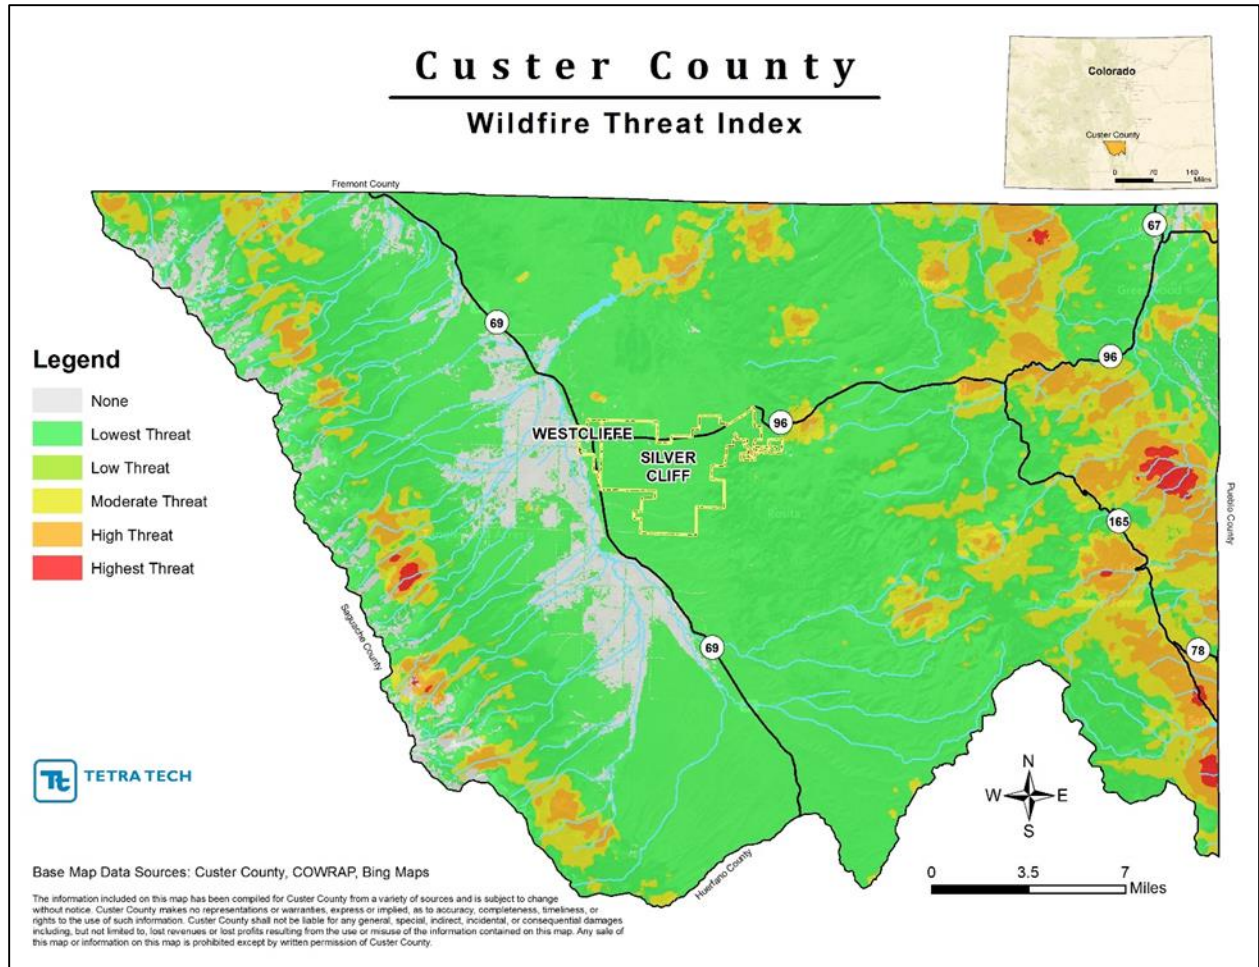 Custer County
Wildfire Threat Index
Colorado
Custer County
0 70 140
Miles
Fremont County
67
69
96
Legend
None
Lowest Threat
Low Threat
Moderate Threat
High Threat
Highest Threat
WESTCLIFFE
96
SILVER
CLIFF
Pueblo County
165
Saguache County
69
78
TETRA TECH
N
W E
S
Huerfano County
Base Map Data Sources: Custer County, COWRAP, Bing Maps
0 3.5 7
Miles
The information included on this map has been compiled for Custer County from a variety of sources and is subject to change
without notice. Custer County makes no representations or warranties, express or implied, as to accuracy, completeness, timeliness, or
rights to the use of such information. Custer County shall not be liable for any general, special, indirect, incidental, or consequential damages
including, but not limited to, lost revenues or lost profits resulting from the use or misuse of the information contained on this map. Any sale of
this map or information on this map is prohibited except by written permission of Custer County.